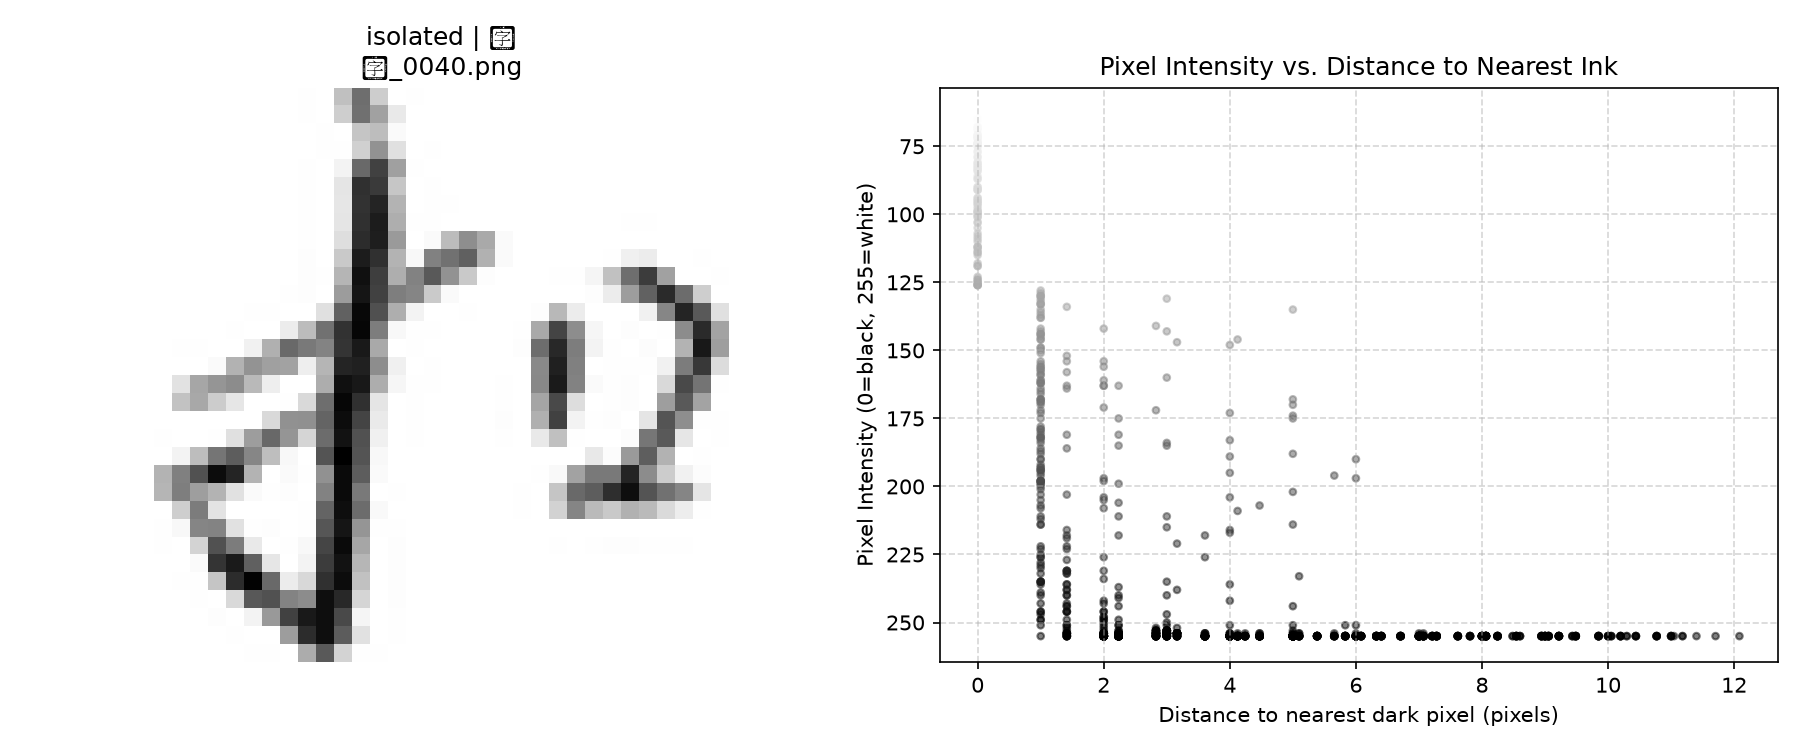 isolated |
_0040.png
扣
Pixel Intensity vs. Distance to Nearest Ink
Pixel Intensity (0=black, 255=white)
75
100
125
150
175
200
225
250
0 2 4 6 8 10 12
Distance to nearest dark pixel (pixels)